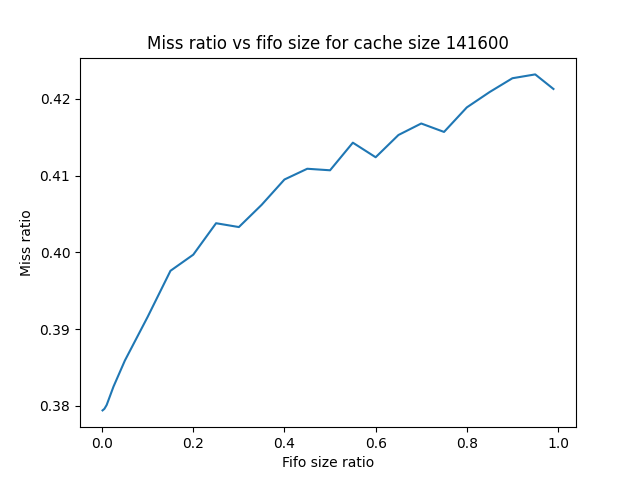 Miss ratio vs fifo size for cache size 141600
0.42
0.41
0.40
0.39
0.38
Miss ratio
0.0 0.2 0.4 0.6 0.8 1.0
Fifo size ratio